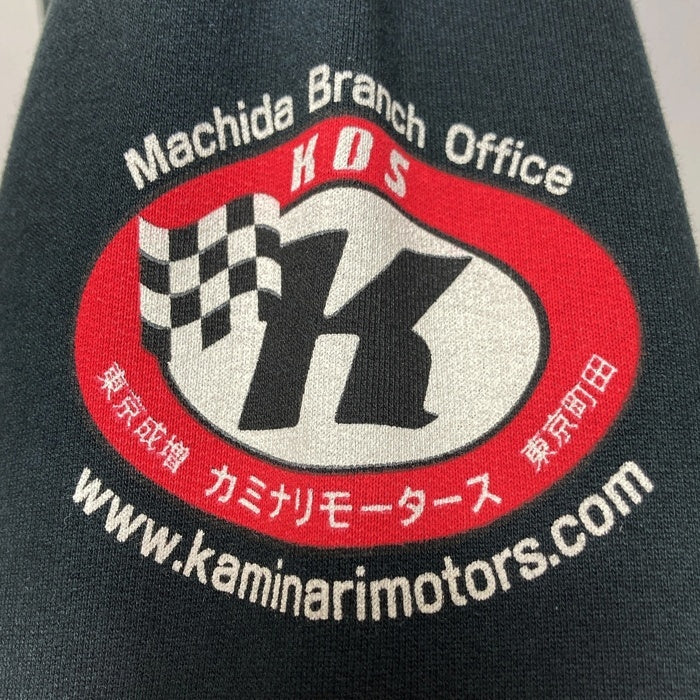 Machida Branch Office
KDS
K
東京成増 カミナリモータース 東京町田
www.kaminarimotors.com